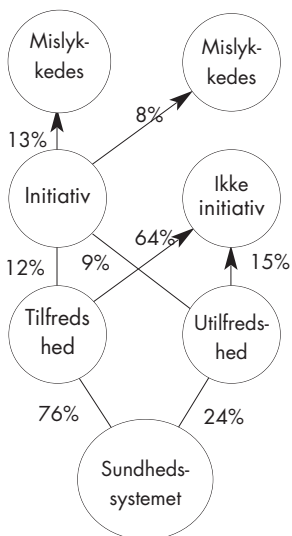 Mislyk-
kedes
Mislyk-
kedes
13%
8%
Initiativ
Ikke
initiativ
64%
12%
9%
15%
Tilfreds
hed
Utilfreds-
hed
76%
24%
Sundheds-
systemet